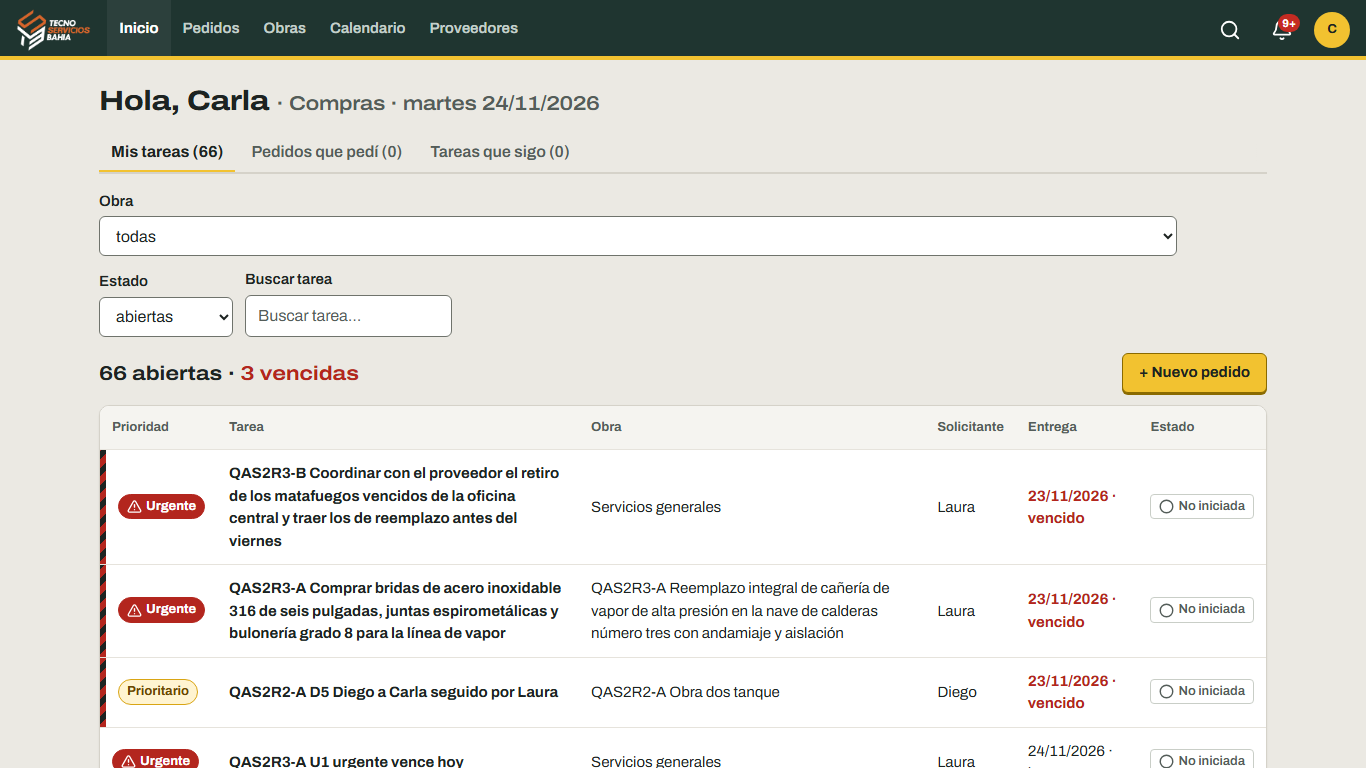 TECNO
SERVICIOS
BAHIA
Inicio
Pedidos
Obras
Calendario
Proveedores
9+
C
Hola, Carla · Compras · martes 24/11/2026
Mis tareas (66)
Pedidos que pedí (0)
Tareas que sigo (0)
Obra
todas
Estado
Buscar tarea
abiertas
Buscar tarea...
66 abiertas · 3 vencidas
+ Nuevo pedido
Prioridad
Tarea
Obra
Solicitante
Entrega
Estado
Urgente
QAS2R3-B Coordinar con el proveedor el retiro
de los matafuegos vencidos de la oficina
central y traer los de reemplazo antes del
viernes
Servicios generales
Laura
23/11/2026 ·
vencido
No iniciada
Urgente
QAS2R3-A Comprar bridas de acero inoxidable
316 de seis pulgadas, juntas espirometálicas y
bulonería grado 8 para la línea de vapor
QAS2R3-A Reemplazo integral de cañería de
vapor de alta presión en la nave de calderas
número tres con andamiaje y aislación
Laura
23/11/2026 ·
vencido
No iniciada
Prioritario
QAS2R2-A D5 Diego a Carla seguido por Laura
QAS2R2-A Obra dos tanque
Diego
23/11/2026 ·
vencido
No iniciada
Urgente
QAS2R3-A U1 urgente vence hoy
Servicios generales
Laura
24/11/2026 ·
No iniciada